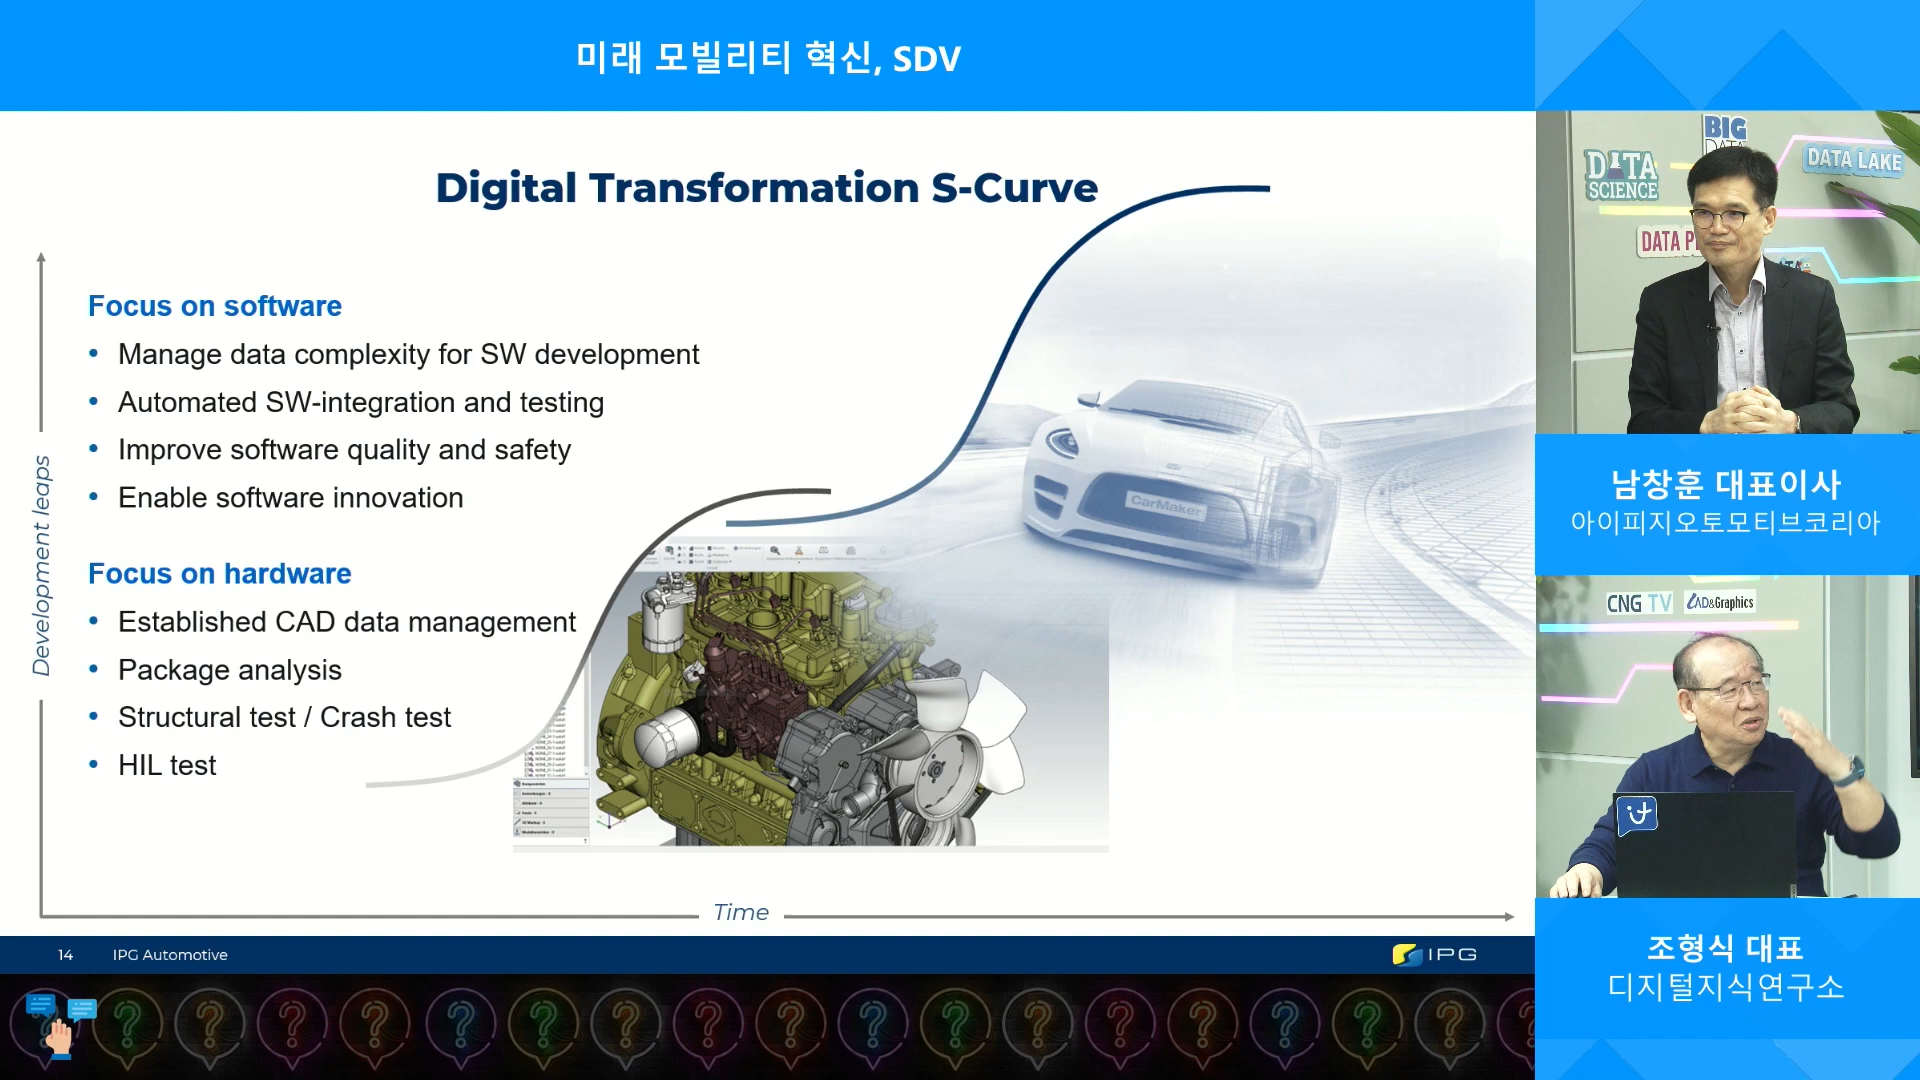 미래 모빌리티 혁신, SDV
Digital Transformation S-Curve
Development leaps
Focus on software
• Manage data complexity for SW development
• Automated SW-integration and testing
• Improve software quality and safety
• Enable software innovation
Focus on hardware
• Established CAD data management
• Package analysis
• Structural test / Crash test
• HIL test
CarMaker
Time
14
IPG Automotive
IPG
BIG
DATA
SCIENCE
DATA LAKE
남창훈 대표이사
아이피지오토모티브코리아
CNG TV
CAD&Graphics
조형식 대표
디지털지식연구소